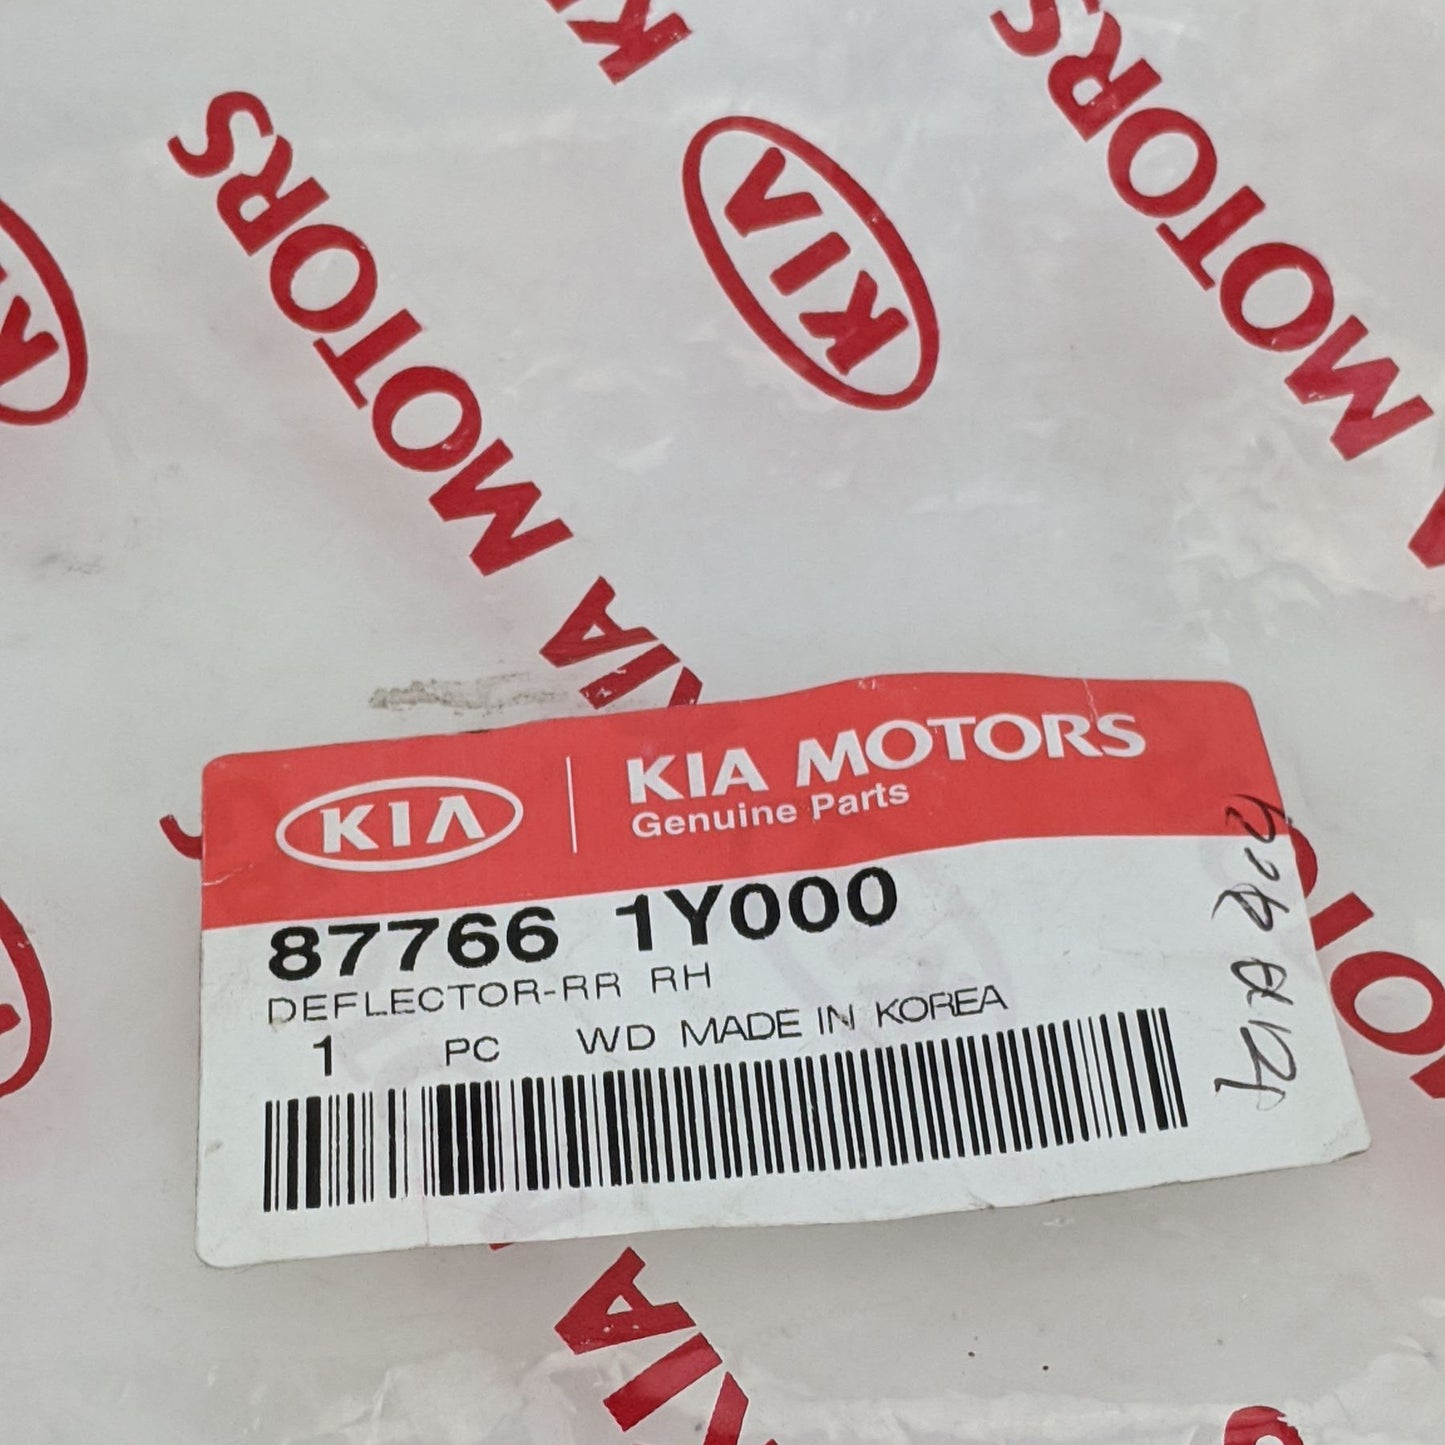 KIA
KIA MOTORS
KIA MOTORS
KIA
KIA MOTORS
Genuine Parts
87766 1Y000
DEFLECTOR-RR RH
1 PC WD MADE IN KOREA
KIA